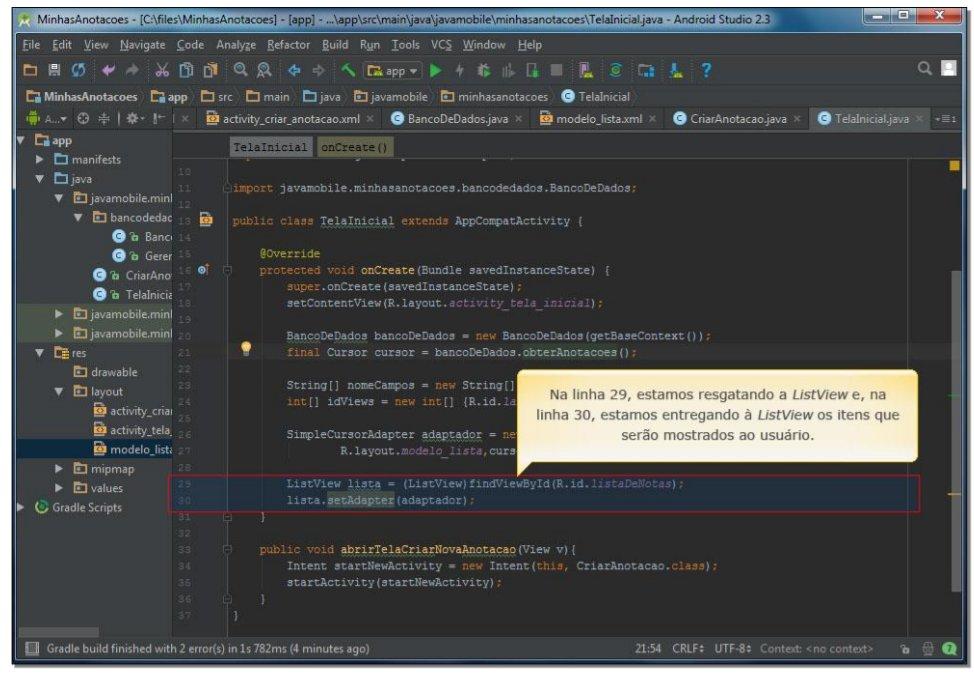 MinhasAnotacoes - [C:\files\MinhasAnotacoes] - [app] - ...\app\src\main\java\javamobile\minhasanotacoes\TelaInicial.java - Android Studio 2.3
File Edit View Navigate Code Analyze Refactor Build Run Tools VCS Window Help
app
MinhasAnotacoes app src main java javamobile minhasanotacoes TelaInicial
A... activity_criar_anotacao.xml BancoDeDados.java modelo_lista.xml CriarAnotacao.java TelaInicial.java
app
manifests
java
javamobile.minh
bancodedad
Banco
Geren
CriarAno
TelaInicia
javamobile.minh
javamobile.minh
res
drawable
layout
activity_criar
activity_tela
modelo_lista
mipmap
values
Gradle Scripts
TelaInicial onCreate()
10
11 import javamobile.minhasanotacoes.bancodedados.BancoDeDados;
12
13 public class TelaInicial extends AppCompatActivity {
14
15 @Override
16 protected void onCreate(Bundle savedInstanceState) {
17 super.onCreate(savedInstanceState);
18 setContentView(R.layout.activity_tela_inicial);
19
20 BancoDeDados bancoDeDados = new BancoDeDados(getBaseContext());
21 final Cursor cursor = bancoDeDados.obterAnotacoes();
22
23 String[] nomeCampos = new String[]
24 int[] idViews = new int[] {R.id.la
25
26 SimpleCursorAdapter adaptador = ne
27 R.layout.modelo_lista,curs
28
29 ListView lista = (ListView)findViewById(R.id.listaDeNotas);
30 lista.setAdapter(adaptador);
31 }
32
33 public void abrirTelaCriarNovaAnotacao(View v){
34 Intent startNewActivity = new Intent(this, CriarAnotacao.class);
35 startActivity(startNewActivity);
36 }
37 }
Na linha 29, estamos resgatando a ListView e, na
linha 30, estamos entregando à ListView os itens que
serão mostrados ao usuário.
Gradle build finished with 2 error(s) in 1s 782ms (4 minutes ago) 21:54 CRLF UTF-8 Context: <no context>